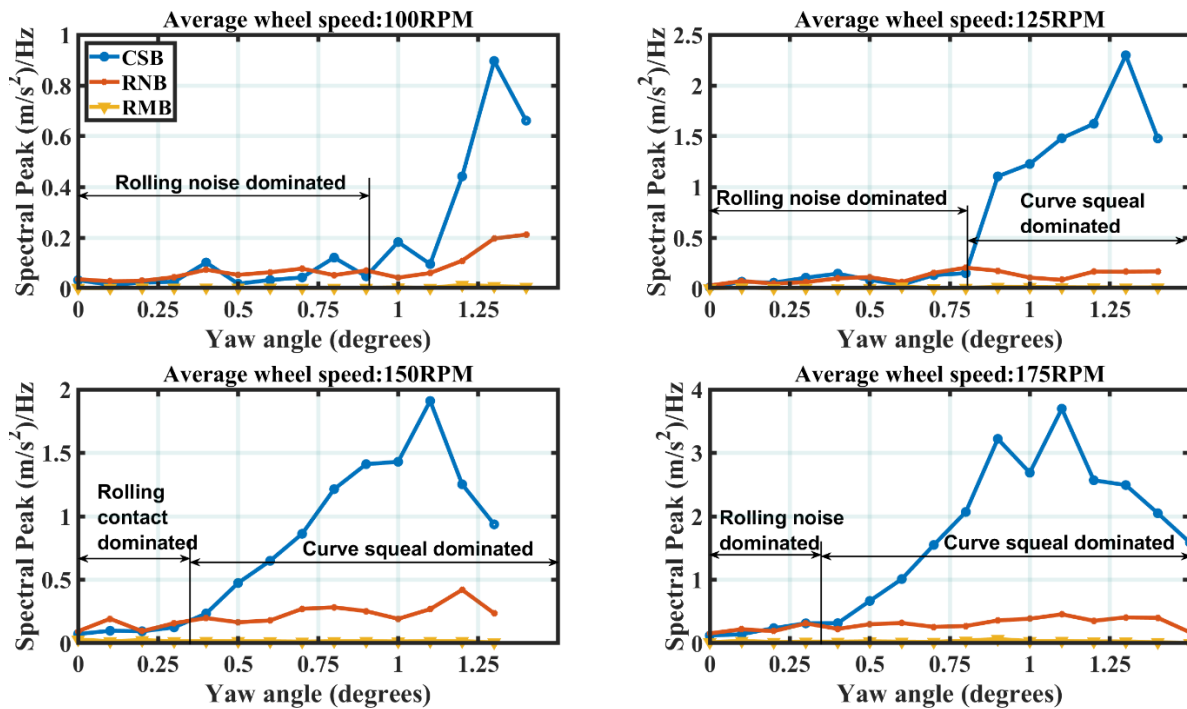 Average wheel speed:100RPM
Spectral Peak (m/s²)/Hz
1
0.8
0.6
0.4
0.2
0
CSB
RNB
RMB
Rolling noise dominated
0 0.25 0.5 0.75 1 1.25
Yaw angle (degrees)
Average wheel speed:125RPM
Spectral Peak (m/s²)/Hz
2.5
2
1.5
1
0.5
0
Rolling noise dominated
Curve squeal
dominated
0 0.25 0.5 0.75 1 1.25
Yaw angle (degrees)
Average wheel speed:150RPM
Spectral Peak (m/s²)/Hz
2
1.5
1
0.5
0
Rolling
contact
dominated
Curve squeal dominated
0 0.25 0.5 0.75 1 1.25
Yaw angle (degrees)
Average wheel speed:175RPM
Spectral Peak (m/s²)/Hz
4
3
2
1
0
Rolling noise
dominated
Curve squeal dominated
0 0.25 0.5 0.75 1 1.25
Yaw angle (degrees)